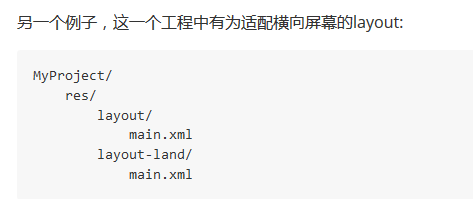 另一个例子，这一个工程中有为适配横向屏幕的layout:
MyProject/
    res/
        layout/
            main.xml
        layout-land/
            main.xml